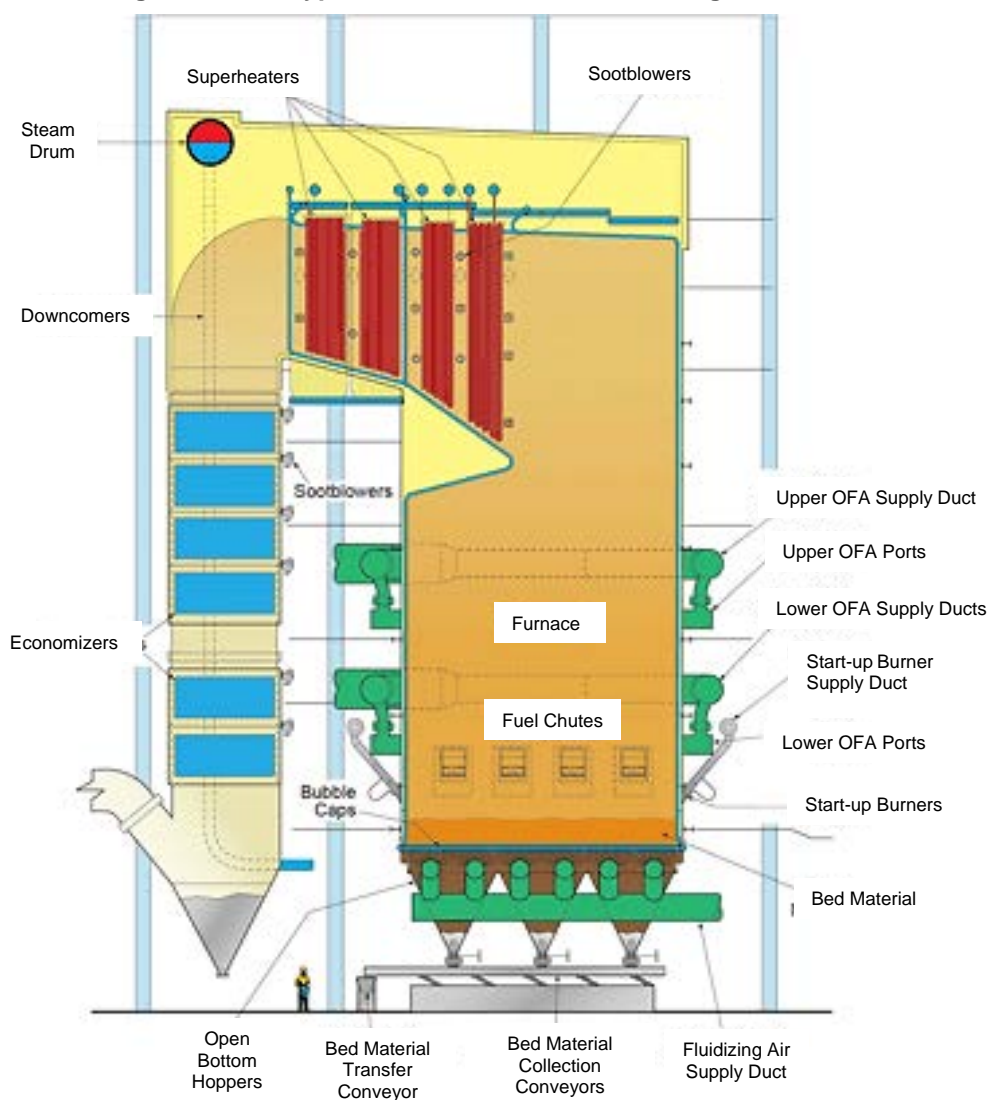 Superheaters
Sootblowers
Steam
Drum
Downcomers
Sootblowers
Upper OFA Supply Duct
Upper OFA Ports
Lower OFA Supply Ducts
Economizers
Furnace
Start-up Burner
Supply Duct
Fuel Chutes
Lower OFA Ports
Bubble
Caps
Start-up Burners
Bed Material
Open
Bottom
Hoppers
Bed Material
Transfer
Conveyor
Bed Material
Collection
Conveyors
Fluidizing Air
Supply Duct